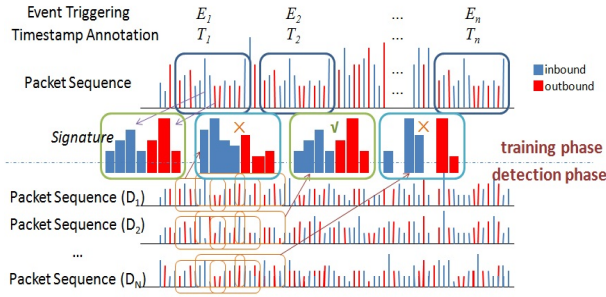 Event Triggering E1 E2 ... En
Timestamp Annotation T1 T2 ... Tn
Packet Sequence ... ...
inbound
outbound
Signature × √ ×
training phase
detection phase
Packet Sequence (D1)
Packet Sequence (D2)
...
Packet Sequence (DN)